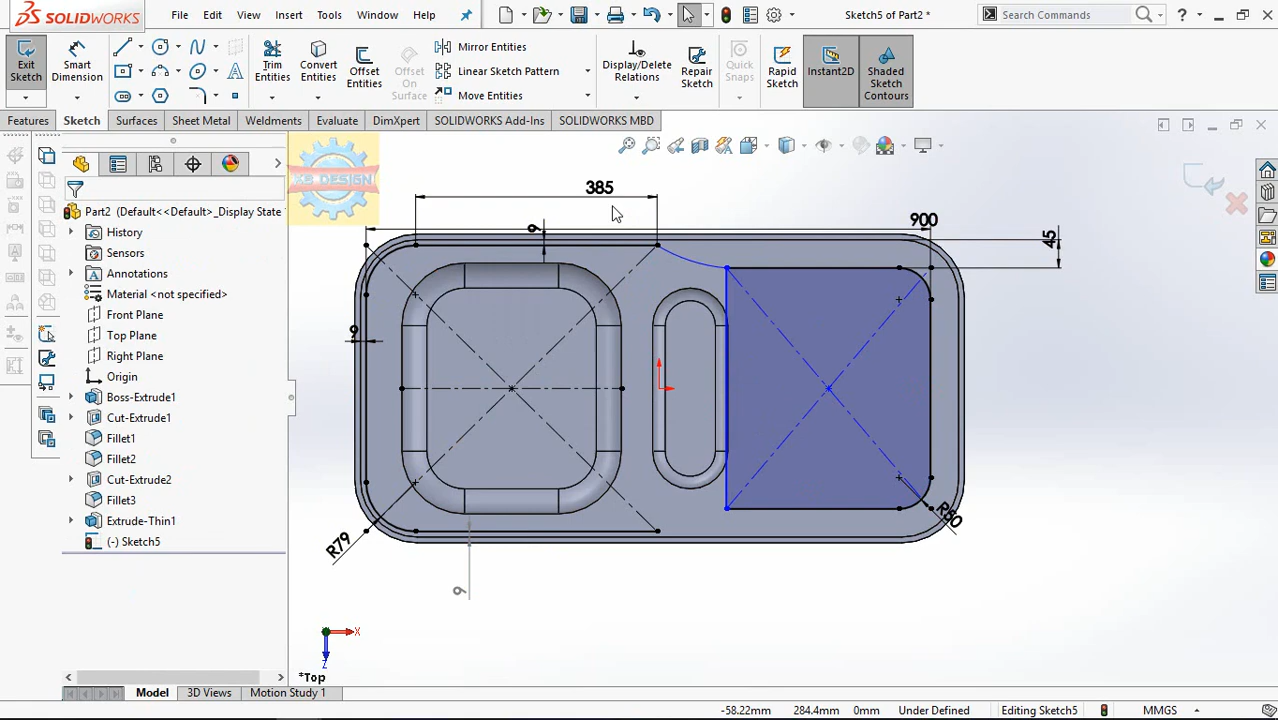 SOLIDWORKS
File
Edit
View
Insert
Tools
Window
Help
Sketch5 of Part2 *
Search Commands
Exit Sketch
Smart Dimension
Trim Entities
Convert Entities
Offset Entities
Offset On Surface
Mirror Entities
Linear Sketch Pattern
Move Entities
Display/Delete Relations
Repair Sketch
Quick Snaps
Rapid Sketch
Instant2D
Shaded Sketch Contours
Features
Sketch
Surfaces
Sheet Metal
Weldments
Evaluate
DimXpert
SOLIDWORKS Add-Ins
SOLIDWORKS MBD
Part2 (Default<<Default>_Display State
History
Sensors
Annotations
Material <not specified>
Front Plane
Top Plane
Right Plane
Origin
Boss-Extrude1
Cut-Extrude1
Fillet1
Fillet2
Cut-Extrude2
Fillet3
Extrude-Thin1
(-) Sketch5
KS DESIGN
385
9
900
45
9
R79
9
R50
X
Z
*Top
Model
3D Views
Motion Study 1
-58.22mm
284.4mm
0mm
Under Defined
Editing Sketch5
MMGS